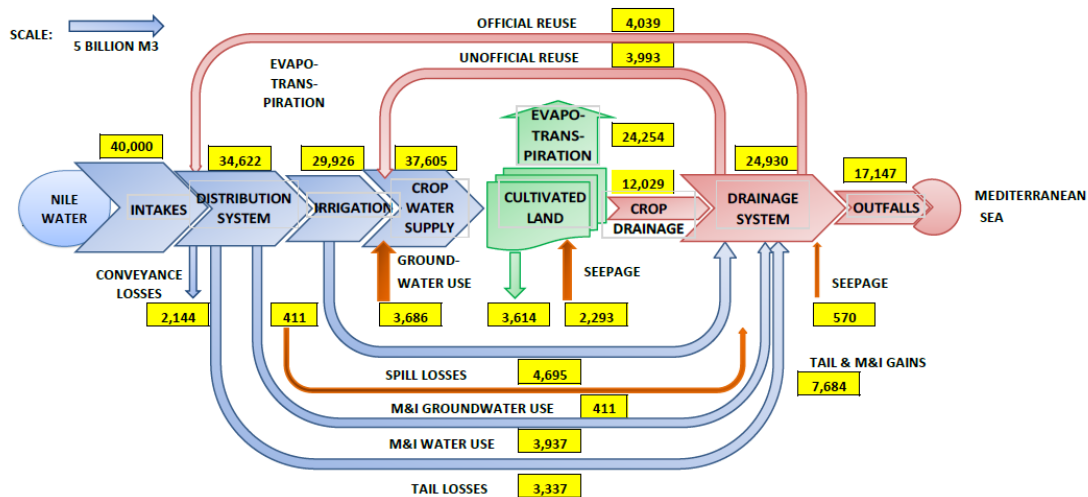 OFFICIAL REUSE 4,039
SCALE:
5 BILLION M3
UNOFFICIAL REUSE 3,993
EVAPO-
TRANS-
PIRATION
EVAPO-
TRANS-
PIRATION
24,254
40,000
34,622
29,926
37,605
24,930
17,147
12,029
NILE
WATER
INTAKES
DISTRIBUTION
SYSTEM
IRRIGATION
CROP
WATER
SUPPLY
CULTIVATED
LAND
CROP
DRAINAGE
DRAINAGE
SYSTEM
OUTFALLS
MEDITERRANEAN
SEA
CONVEYANCE
LOSSES
GROUND-
WATER USE
SEEPAGE
SEEPAGE
2,144
411
3,686
3,614
2,293
570
SPILL LOSSES 4,695
TAIL & M&I GAINS
7,684
M&I GROUNDWATER USE 411
M&I WATER USE 3,937
TAIL LOSSES 3,337